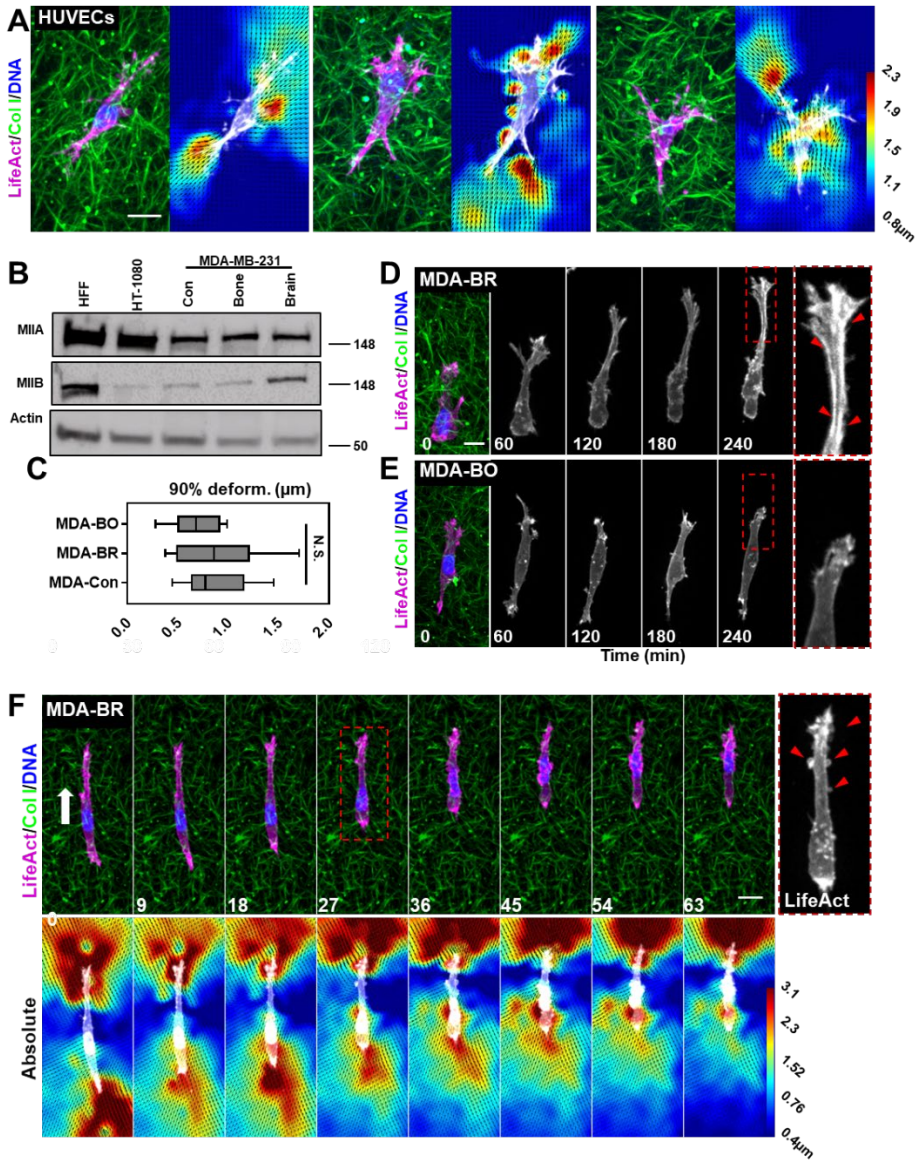 A
HUVECs
LifeAct/Col I/DNA
2.3
1.9
1.5
1.1
0.8µm
B
MDA-MB-231
HFF
HT-1080
Con
Bone
Brain
MIIA
148
MIIB
148
Actin
50
C
90% deform. (µm)
MDA-BO
MDA-BR
MDA-Con
N.S.
0.0
0.5
1.0
1.5
2.0
D
MDA-BR
LifeAct/Col I/DNA
0
60
120
180
240
E
MDA-BO
LifeAct/Col I/DNA
0
60
120
180
240
Time (min)
F
MDA-BR
LifeAct/Col I/DNA
0
9
18
27
36
45
54
63
LifeAct
Absolute
3.1
2.3
1.52
0.76
0.4µm